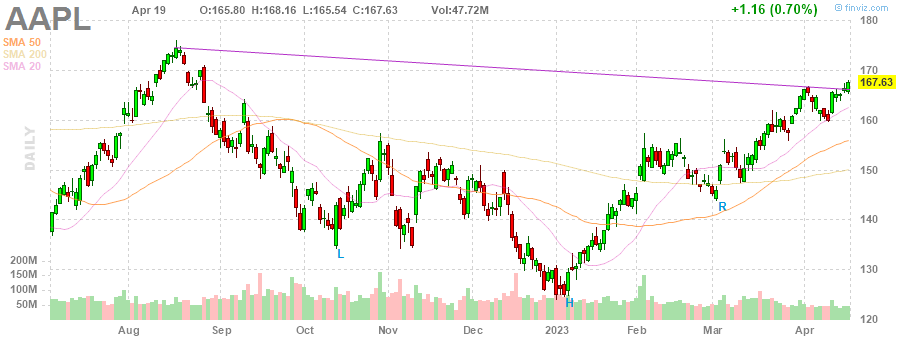 AAPL Apr 19 O:165.80 H:168.16 L:165.54 C:167.63 Vol:47.72M +1.16 (0.70%) © finviz.com
SMA 50
SMA 200
SMA 20
DAILY
180
170
167.63
160
150
140
130
120
200M
150M
100M
50M
L
H
R
Aug Sep Oct Nov Dec 2023 Feb Mar Apr